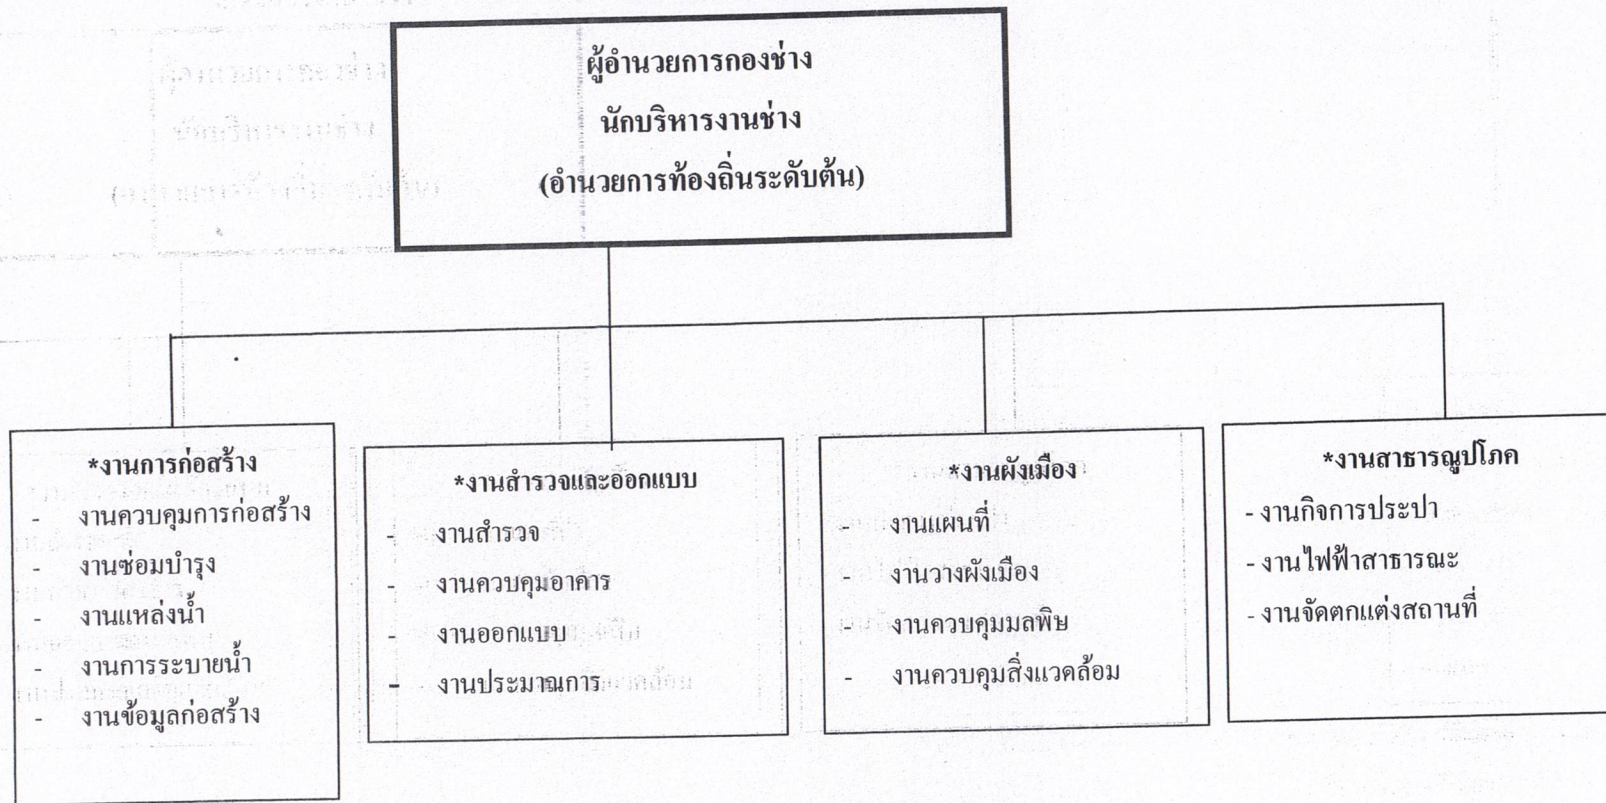 ผู้อำนวยการกองช่าง
นักบริหารงานช่าง
(อำนวยการท้องถิ่นระดับต้น)
*งานการก่อสร้าง
- งานควบคุมการก่อสร้าง
- งานซ่อมบำรุง
- งานแหล่งน้ำ
- งานการระบายน้ำ
- งานข้อมูลก่อสร้าง
*งานสำรวจและอ๊อกแบบ
- งานสำรวจ
- งานควบคุมอาคาร
- งานออกแบบ
- งานประมาณการ
*งานผังเมือง
- งานแผนที่
- งานวางผังเมือง
- งานควบคุมมลพิษ
- งานควบคุมสิ่งแวดล้อม
*งานสาธารณูปโภค
- งานกิจการประปา
- งานไฟฟ้าสาธารณะ
- งานจัดตกแต่งสถานที่